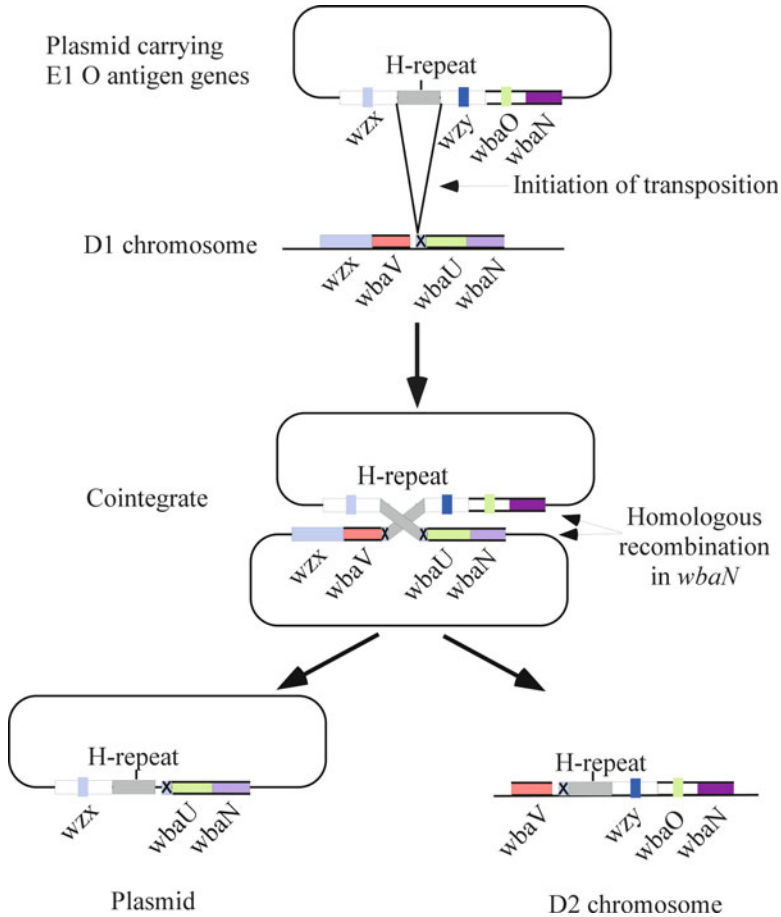 Plasmid carrying
E1 O antigen genes
H-repeat
wzx
wzy
wbaO
wbaN
Initiation of transposition
D1 chromosome
X
wzx
wbaV
wbaU
wbaN
H-repeat
Cointegrate
X
X
wzx
wbaV
wbaU
wbaN
Homologous
recombination
in wbaN
H-repeat
X
wzx
wbaU
wbaN
Plasmid
H-repeat
X
wbaV
wzy
wbaO
wbaN
D2 chromosome